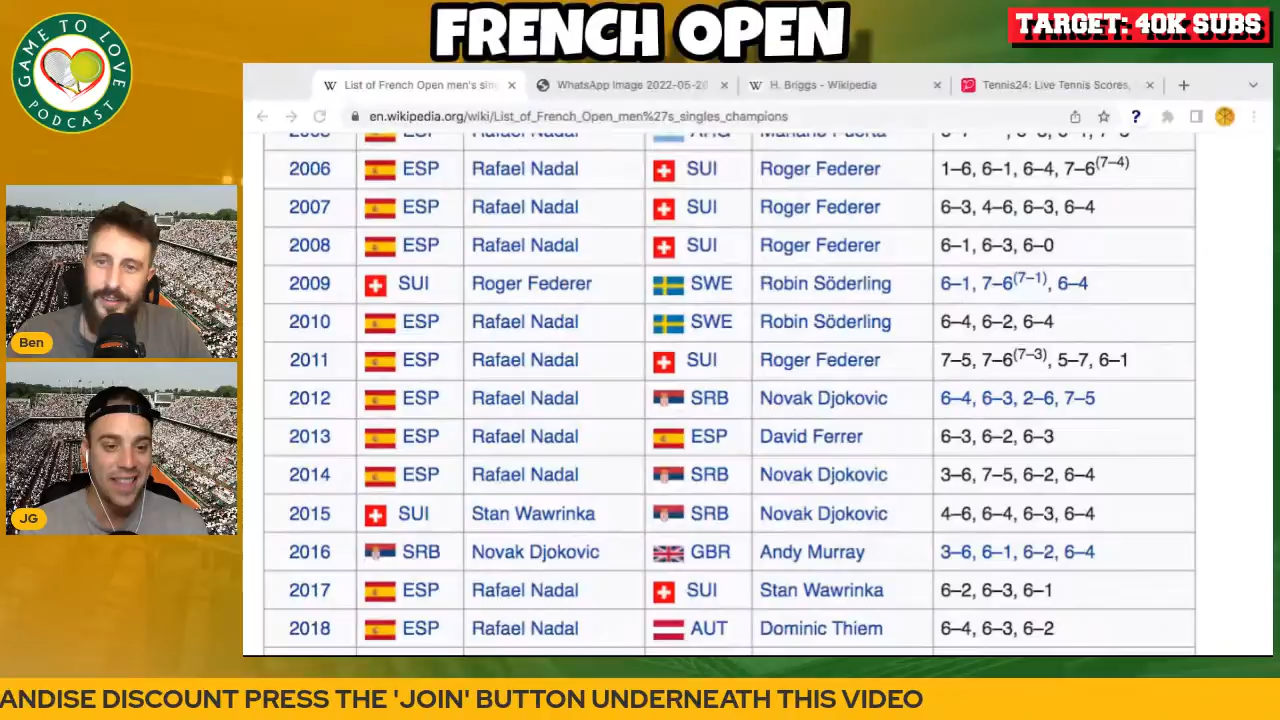 FRENCH OPEN
TARGET: 40K SUBS
GAME TO LOVE
PODCAST
List of French Open men's sin
WhatsApp Image 2022-05-2
H. Briggs - Wikipedia
Tennis24: Live Tennis Scores,
en.wikipedia.org/wiki/List_of_French_Open_men%27s_singles_champions
2006 ESP Rafael Nadal SUI Roger Federer 1–6, 6–1, 6–4, 7–6(7–4)
2007 ESP Rafael Nadal SUI Roger Federer 6–3, 4–6, 6–3, 6–4
2008 ESP Rafael Nadal SUI Roger Federer 6–1, 6–3, 6–0
2009 SUI Roger Federer SWE Robin Söderling 6–1, 7–6(7–1), 6–4
2010 ESP Rafael Nadal SWE Robin Söderling 6–4, 6–2, 6–4
2011 ESP Rafael Nadal SUI Roger Federer 7–5, 7–6(7–3), 5–7, 6–1
2012 ESP Rafael Nadal SRB Novak Djokovic 6–4, 6–3, 2–6, 7–5
2013 ESP Rafael Nadal ESP David Ferrer 6–3, 6–2, 6–3
2014 ESP Rafael Nadal SRB Novak Djokovic 3–6, 7–5, 6–2, 6–4
2015 SUI Stan Wawrinka SRB Novak Djokovic 4–6, 6–4, 6–3, 6–4
2016 SRB Novak Djokovic GBR Andy Murray 3–6, 6–1, 6–2, 6–4
2017 ESP Rafael Nadal SUI Stan Wawrinka 6–2, 6–3, 6–1
2018 ESP Rafael Nadal AUT Dominic Thiem 6–4, 6–3, 6–2
Ben
JG
ANDISE DISCOUNT PRESS THE 'JOIN' BUTTON UNDERNEATH THIS VIDEO